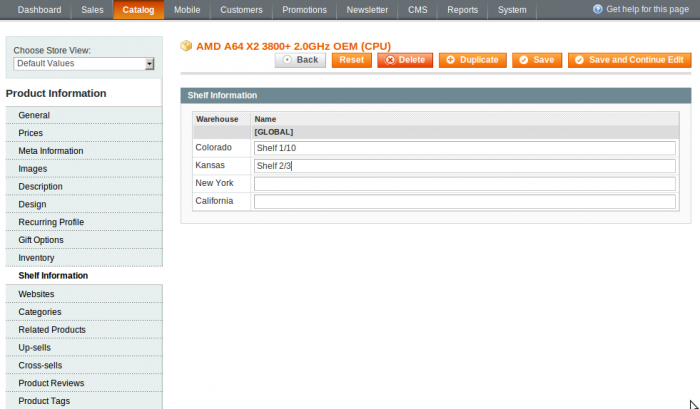 Dashboard Sales Catalog Mobile Customers Promotions Newsletter CMS Reports System Get help for this page
Choose Store View:
Default Values
Product Information
General
Prices
Meta Information
Images
Description
Design
Recurring Profile
Gift Options
Inventory
Shelf Information
Websites
Categories
Related Products
Up-sells
Cross-sells
Product Reviews
Product Tags
AMD A64 X2 3800+ 2.0GHz OEM (CPU)
Back Reset Delete Duplicate Save Save and Continue Edit
Shelf Information
Warehouse Name
[GLOBAL]
Colorado Shelf 1/10
Kansas Shelf 2/3
New York
California